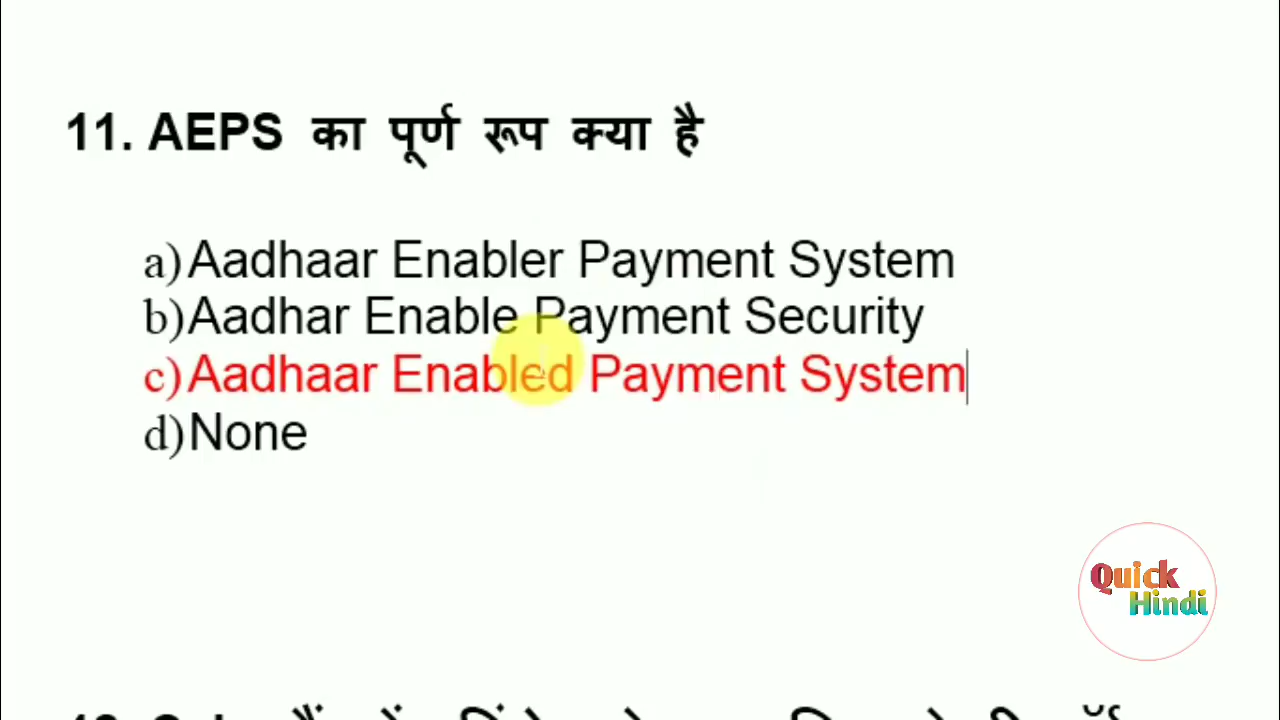 11. AEPS का पूर्ण रूप क्या है
a) Aadhaar Enabler Payment System
b) Aadhar Enable Payment Security
c) Aadhaar Enabled Payment System
d) None
Quick
Hindi